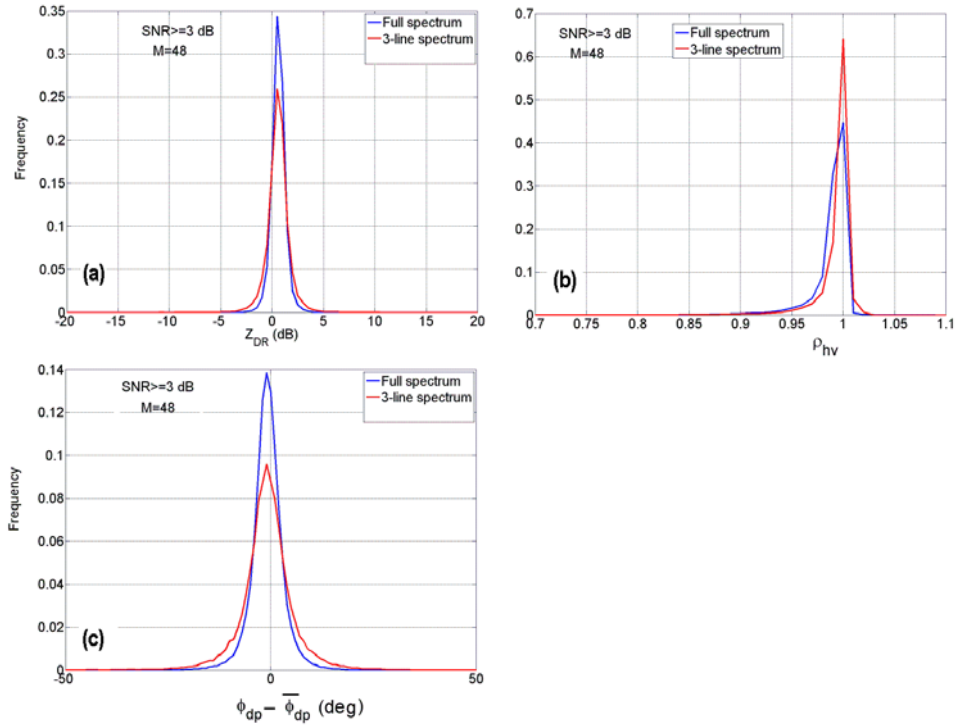 0.35
0.3
0.25
0.2
0.15
0.1
0.05
0
-20 -15 -10 -5 0 5 10 15 20
Frequency
Z_DR (dB)
SNR>=3 dB
M=48
Full spectrum
3-line spectrum
(a)
0.7
0.6
0.5
0.4
0.3
0.2
0.1
0
0.7 0.75 0.8 0.85 0.9 0.95 1 1.05 1.1
ρ_hv
SNR>=3 dB
M=48
Full spectrum
3-line spectrum
(b)
0.14
0.12
0.1
0.08
0.06
0.04
0.02
0
-50 0 50
Frequency
ϕ_dp − ϕ̅_dp (deg)
SNR>=3 dB
M=48
Full spectrum
3-line spectrum
(c)